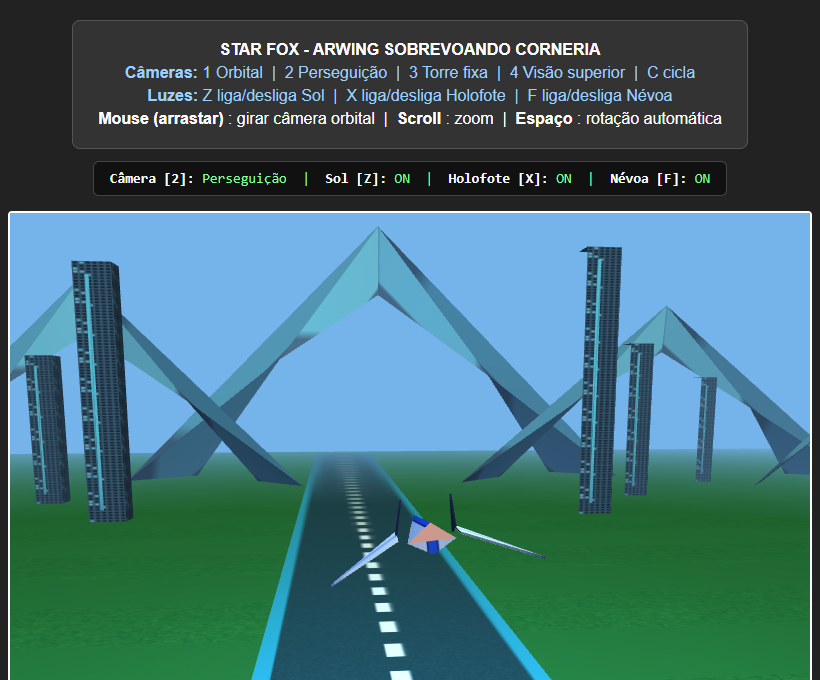 STAR FOX - ARWING SOBREVOANDO CORNERIA
Câmeras: 1 Orbital | 2 Perseguição | 3 Torre fixa | 4 Visão superior | C cicla
Luzes: Z liga/desliga Sol | X liga/desliga Holofote | F liga/desliga Névoa
Mouse (arrastar) : girar câmera orbital | Scroll : zoom | Espaço : rotação automática
Câmera [2]: Perseguição | Sol [Z]: ON | Holofote [X]: ON | Névoa [F]: ON